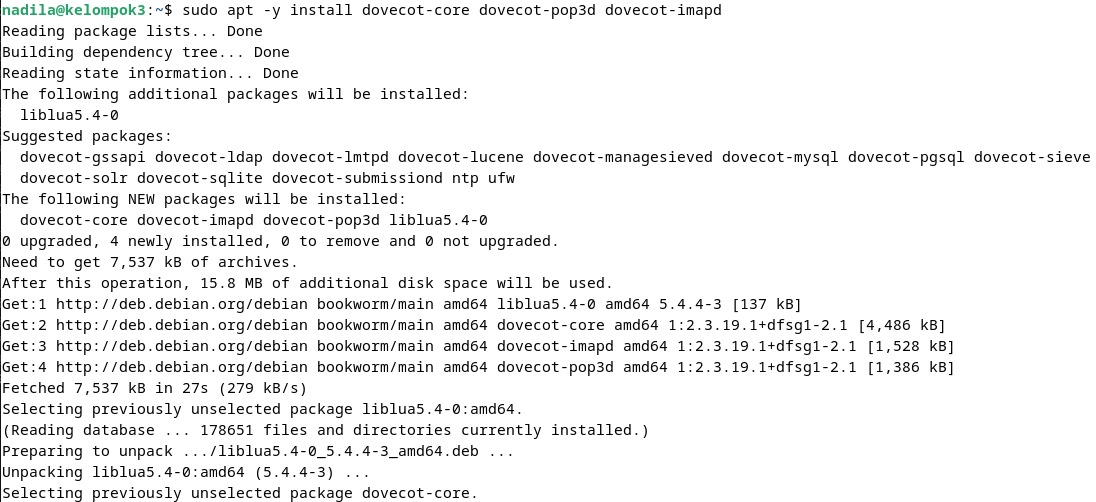 nadila@kelompok3:~$ sudo apt -y install dovecot-core dovecot-pop3d dovecot-imapd
Reading package lists... Done
Building dependency tree... Done
Reading state information... Done
The following additional packages will be installed:
  liblua5.4-0
Suggested packages:
  dovecot-gssapi dovecot-ldap dovecot-lmtpd dovecot-lucene dovecot-managesieved dovecot-mysql dovecot-pgsql dovecot-sieve
  dovecot-solr dovecot-sqlite dovecot-submissiond ntp ufw
The following NEW packages will be installed:
  dovecot-core dovecot-imapd dovecot-pop3d liblua5.4-0
0 upgraded, 4 newly installed, 0 to remove and 0 not upgraded.
Need to get 7,537 kB of archives.
After this operation, 15.8 MB of additional disk space will be used.
Get:1 http://deb.debian.org/debian bookworm/main amd64 liblua5.4-0 amd64 5.4.4-3 [137 kB]
Get:2 http://deb.debian.org/debian bookworm/main amd64 dovecot-core amd64 1:2.3.19.1+dfsg1-2.1 [4,486 kB]
Get:3 http://deb.debian.org/debian bookworm/main amd64 dovecot-imapd amd64 1:2.3.19.1+dfsg1-2.1 [1,528 kB]
Get:4 http://deb.debian.org/debian bookworm/main amd64 dovecot-pop3d amd64 1:2.3.19.1+dfsg1-2.1 [1,386 kB]
Fetched 7,537 kB in 27s (279 kB/s)
Selecting previously unselected package liblua5.4-0:amd64.
(Reading database ... 178651 files and directories currently installed.)
Preparing to unpack .../liblua5.4-0_5.4.4-3_amd64.deb ...
Unpacking liblua5.4-0:amd64 (5.4.4-3) ...
Selecting previously unselected package dovecot-core.